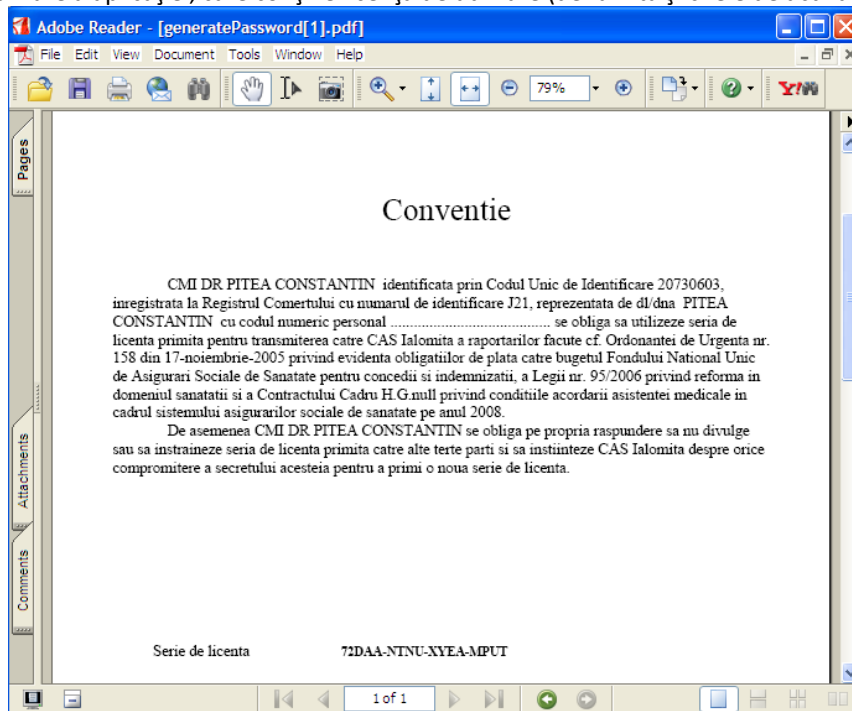 Adobe Reader - [generatePassword[1].pdf]
File Edit View Document Tools Window Help
79%
Y!
Pages
Attachments
Comments
Conventie
CMI DR PITEA CONSTANTIN identificata prin Codul Unic de Identificare 20730603,
inregistrata la Registrul Comertului cu numarul de identificare J21, reprezentata de dl/dna PITEA
CONSTANTIN cu codul numeric personal ........................................ se obliga sa utilizeze seria de
licenta primita pentru transmiterea catre CAS Ialomita a raportarilor facute cf. Ordonantei de Urgenta nr.
158 din 17-noiembrie-2005 privind evidenta obligatiilor de plata catre bugetul Fondului National Unic
de Asigurari Sociale de Sanatate pentru concedii si indemnizatii, a Legii nr. 95/2006 privind reforma in
domeniul sanatatii si a Contractului Cadru H.G.null privind conditiile acordarii asistentei medicale in
cadrul sistemului asigurarilor sociale de sanatate pe anul 2008.
De asemenea CMI DR PITEA CONSTANTIN se obliga pe propria raspundere sa nu divulge
sau sa instraineze seria de licenta primita catre alte terte parti si sa instiinteze CAS Ialomita despre orice
compromitere a secretului acesteia pentru a primi o noua serie de licenta.
Serie de licenta 72DAA-NTNU-XYEA-MPUT
1 of 1